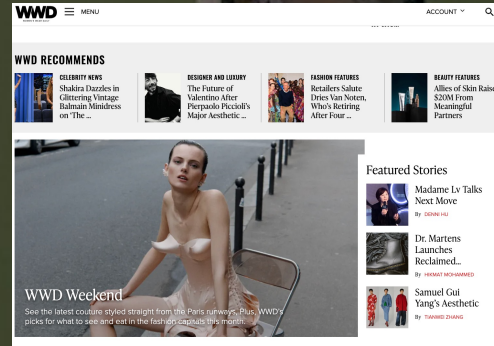 WWD
MENU
ACCOUNT
WWD RECOMMENDS
CELEBRITY NEWS
Shakira Dazzles in
Glittering Vintage
Balmain Minidress
on ‘The ...
DESIGNER AND LUXURY
The Future of
Valentino After
Pierpaolo Piccioli’s
Major Aesthetic ...
FASHION FEATURES
Retailers Salute
Dries Van Noten,
Who’s Retiring
After Four ...
BEAUTY FEATURES
Allies of Skin Raise
$20M From
Meaningful
Partners
WWD Weekend
See the latest couture styled straight from the Paris runways, Plus, WWD’s
picks for what to see and eat in the fashion capitals this month.
Featured Stories
Madame Lv Talks
Next Move
By DENNI HU
Dr. Martens
Launches
Reclaimed...
By HIKMAT MOHAMMED
Samuel Gui
Yang’s Aesthetic
By TIANWEI ZHANG